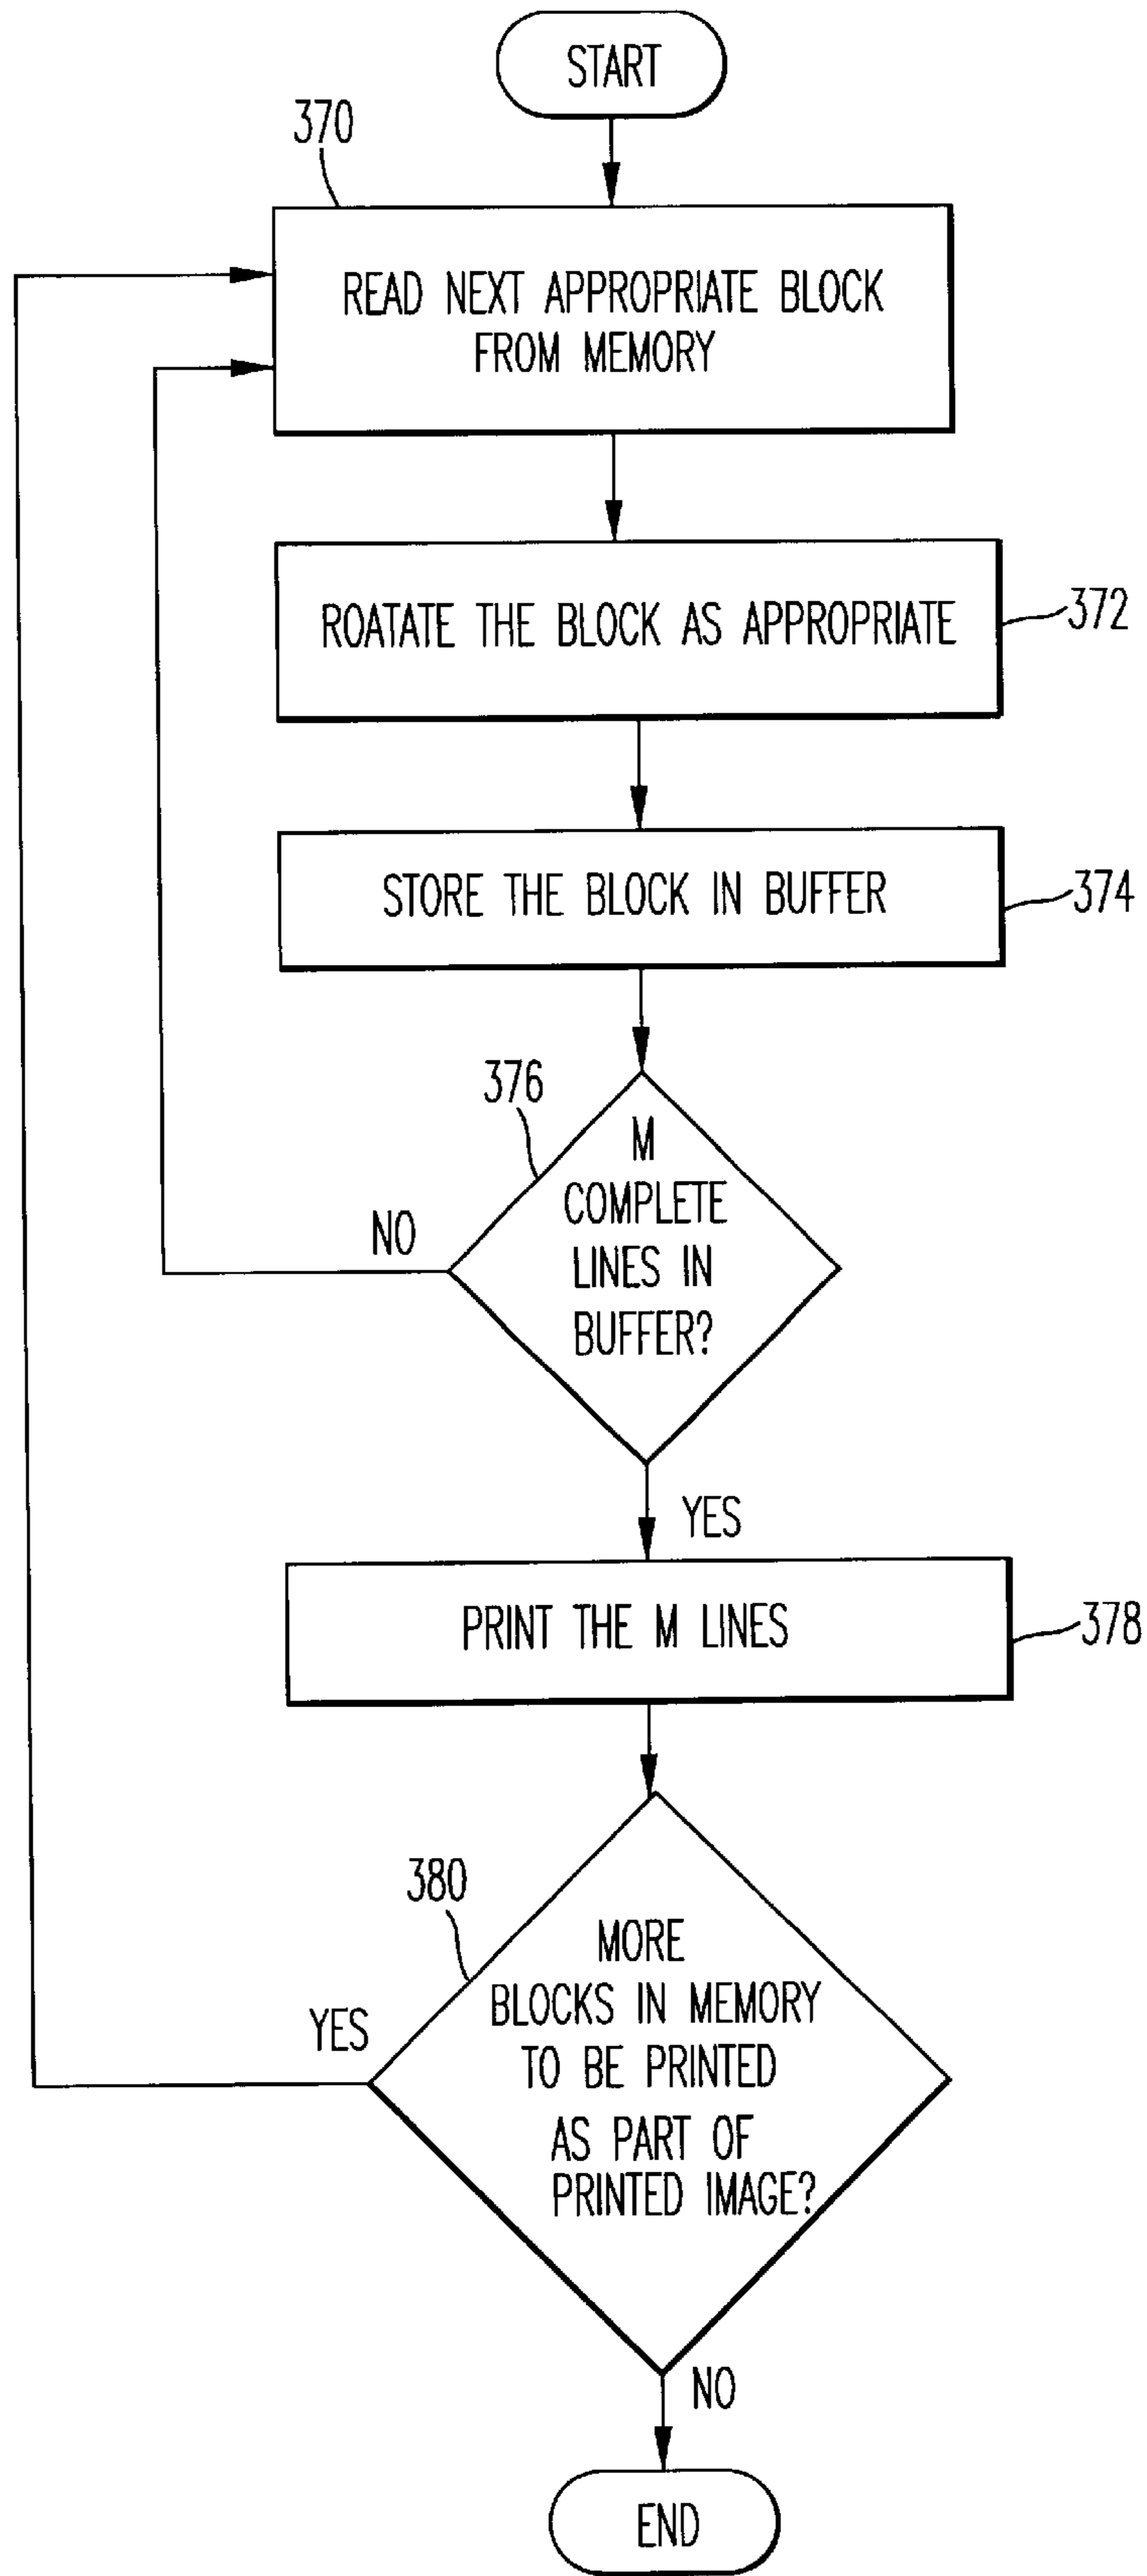 START
370
READ NEXT APPROPRIATE BLOCK
FROM MEMORY
ROATATE THE BLOCK AS APPROPRIATE
372
STORE THE BLOCK IN BUFFER
374
376
M
COMPLETE
LINES IN
BUFFER?
NO
YES
PRINT THE M LINES
378
380
MORE
BLOCKS IN MEMORY
TO BE PRINTED
AS PART OF
PRINTED IMAGE?
YES
NO
END